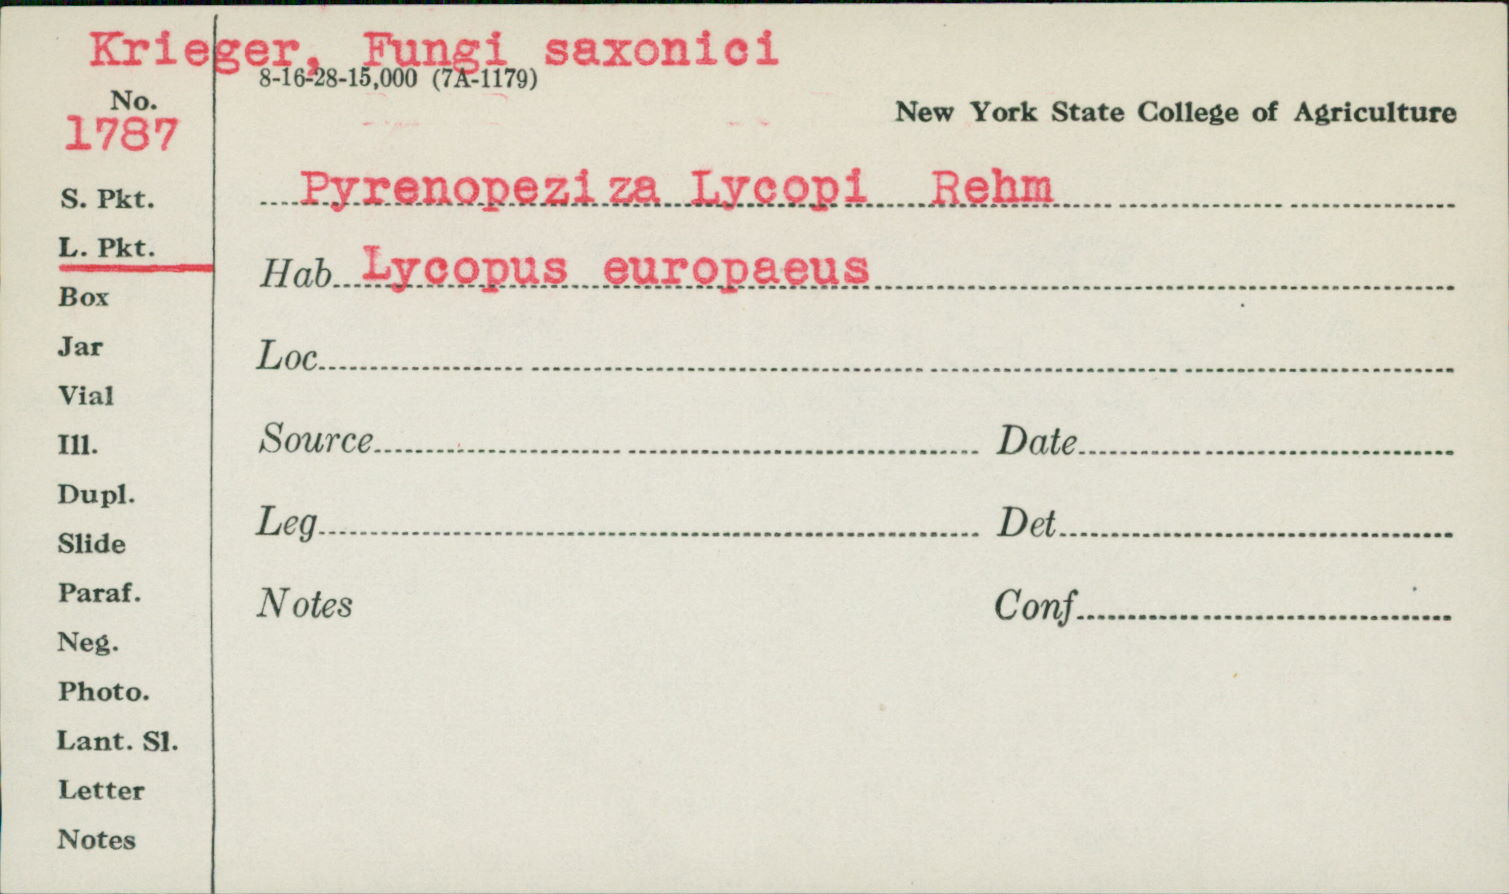 Krieger, Fungi saxonici
8-16-28-15,000 (7A-1179)
No.
1787
New York State College of Agriculture
S. Pkt.
Pyrenopeziza Lycopi Rehm
L. Pkt.
Hab Lycopus europaeus
Box
Jar
Loc
Vial
Ill.
Source Date
Dupl.
Slide
Leg Det
Paraf.
Notes Conf
Neg.
Photo.
Lant. Sl.
Letter
Notes